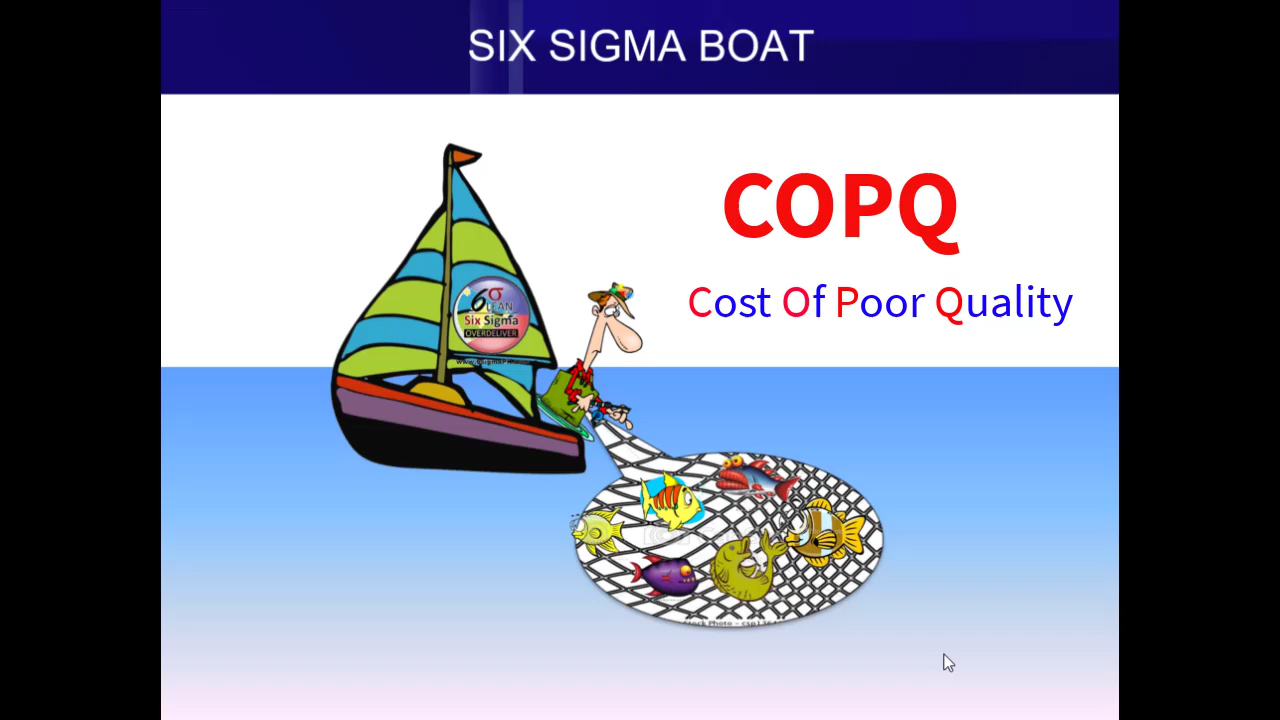 SIX SIGMA BOAT
COPQ
Cost Of Poor Quality
6σ
LEAN
Six Sigma
OVERDELIVER